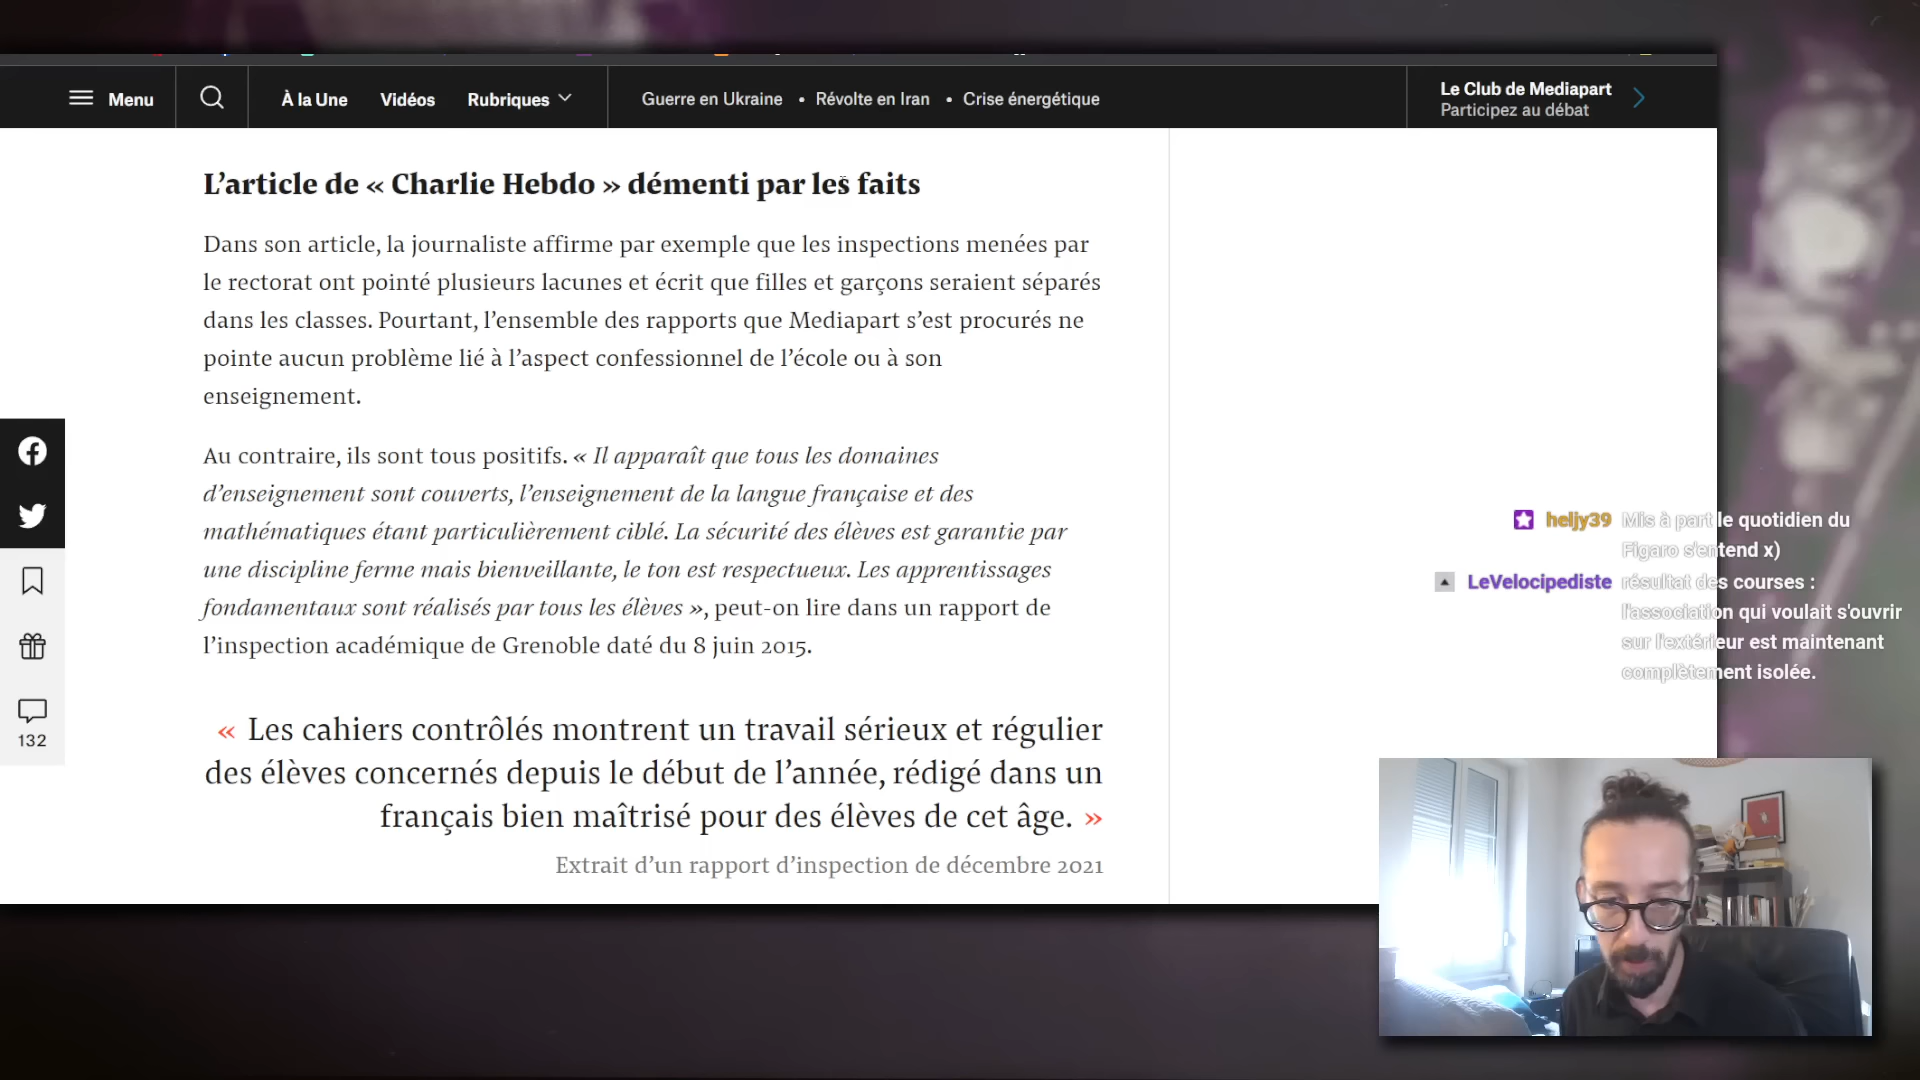 Menu
À la Une
Vidéos
Rubriques
Guerre en Ukraine • Révolte en Iran • Crise énergétique
Le Club de Mediapart
Participez au débat
L’article de « Charlie Hebdo » démenti par les faits
Dans son article, la journaliste affirme par exemple que les inspections menées par
le rectorat ont pointé plusieurs lacunes et écrit que filles et garçons seraient séparés
dans les classes. Pourtant, l’ensemble des rapports que Mediapart s’est procurés ne
pointe aucun problème lié à l’aspect confessionnel de l’école ou à son
enseignement.
Au contraire, ils sont tous positifs. « Il apparaît que tous les domaines
d’enseignement sont couverts, l’enseignement de la langue française et des
mathématiques étant particulièrement ciblé. La sécurité des élèves est garantie par
une discipline ferme mais bienveillante, le ton est respectueux. Les apprentissages
fondamentaux sont réalisés par tous les élèves », peut-on lire dans un rapport de
l’inspection académique de Grenoble daté du 8 juin 2015.
« Les cahiers contrôlés montrent un travail sérieux et régulier
des élèves concernés depuis le début de l’année, rédigé dans un
français bien maîtrisé pour des élèves de cet âge. »
Extrait d’un rapport d’inspection de décembre 2021
132
heljy39 Mis à part le quotidien du
Figaro s'entend x)
LeVelocipediste résultat des courses :
l'association qui voulait s'ouvrir
sur l'extérieur est maintenant
complètement isolée.